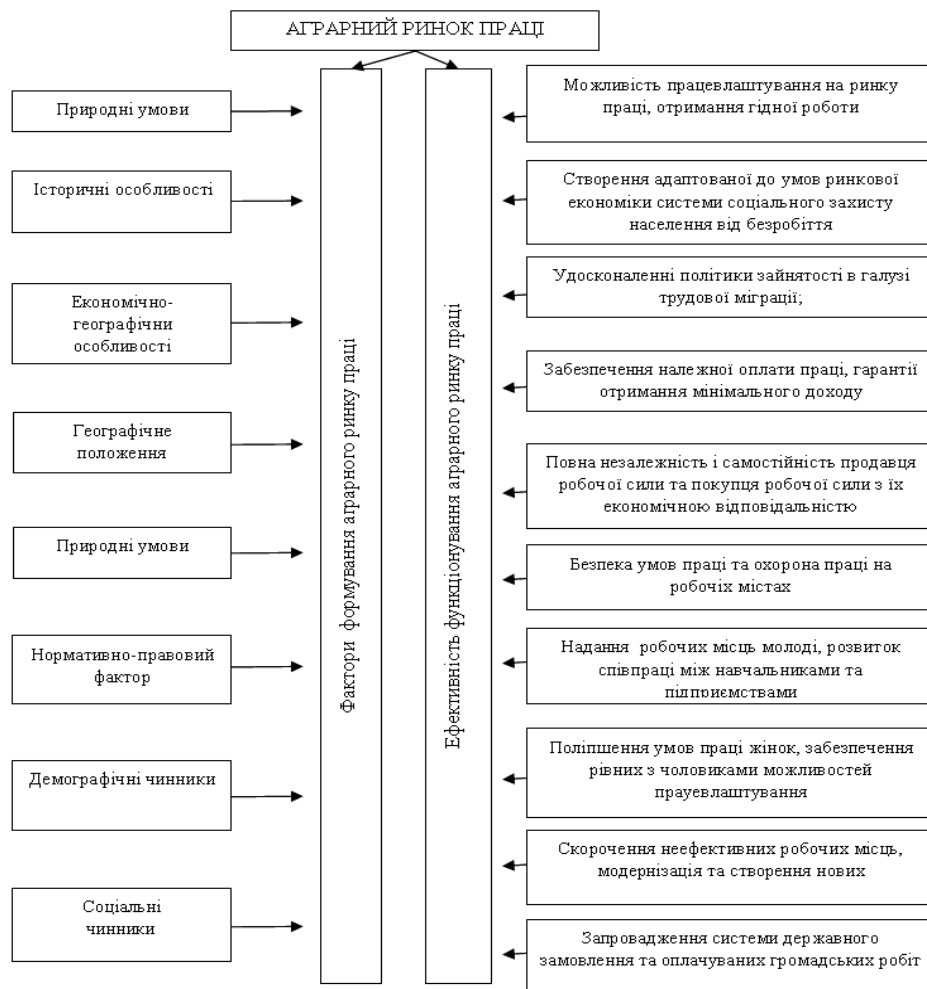 АГРАРНИЙ РИНОК ПРАЦІ
Природні умови
Історичні особливості
Економічно-
географічни
особливості
Географічне
положення
Природні умови
Нормативно-правовий
фактор
Демографічні чинники
Соціальні
чинники
Фактори формування аграрного ринку праці
Ефективність функціонування аграрного ринку праці
Можливість працевлаштування на ринку
праці, отримання гідної роботи
Створення адаптованої до умов ринкової
економіки системи соціального захисту
населення від безробіття
Удосконаленні політики зайнятості в галузі
трудової міграції;
Забезпечення належної оплати праці, гарантії
отримання мінімального доходу
Повна незалежність і самостійність продавця
робочої сили та покупця робочої сили з їх
економічною відповідальністю
Безпека умов праці та охорона праці на
робочіх містах
Надання робочих місць молоді, розвиток
співпраці між навчальниками та
підприємствами
Поліпшення умов праці жінок, забезпечення
рівних з чоловиками можливостей
прауевлаштування
Скорочення неефективних робочих місць,
модернізація та створення нових
Запровадження системи державного
замовлення та оплачуваних громадських робіт